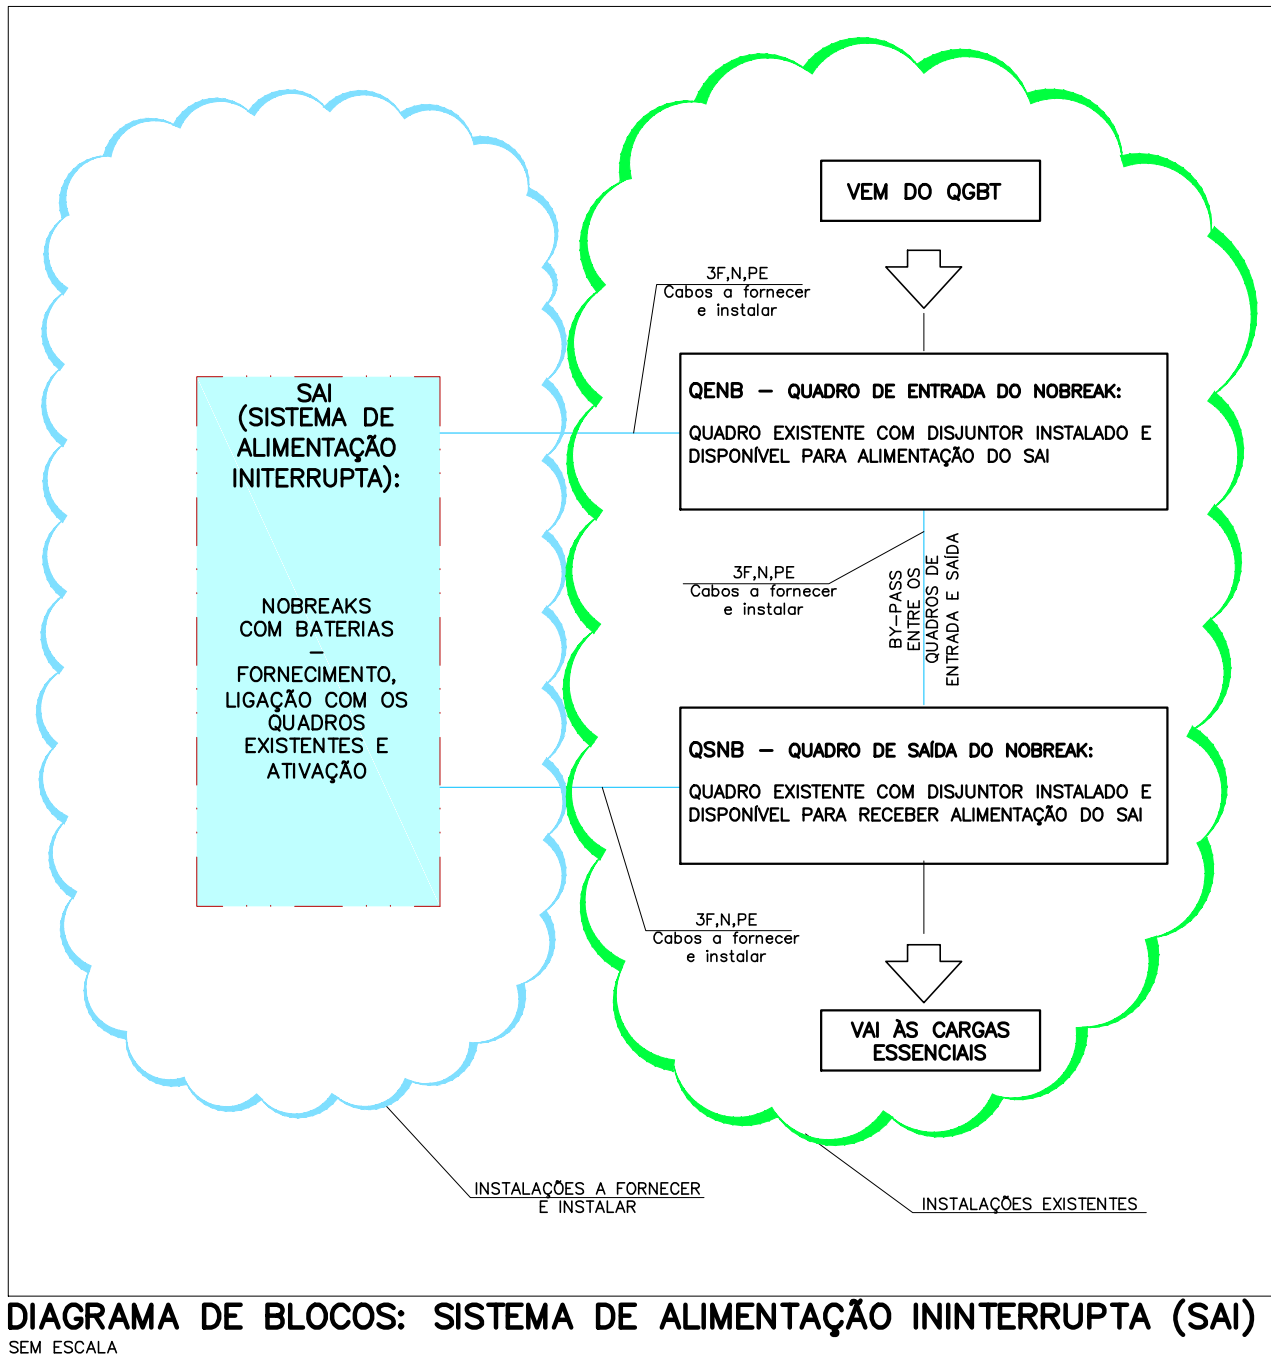 VEM DO QGBT
3F,N,PE
Cabos a fornecer
e instalar
SAI
(SISTEMA DE
ALIMENTAÇÃO
INITERRUPTA):
NOBREAKS
COM BATERIAS
–
FORNECIMENTO,
LIGAÇÃO COM OS
QUADROS
EXISTENTES E
ATIVAÇÃO
QENB – QUADRO DE ENTRADA DO NOBREAK:
QUADRO EXISTENTE COM DISJUNTOR INSTALADO E
DISPONÍVEL PARA ALIMENTAÇÃO DO SAI
3F,N,PE
Cabos a fornecer
e instalar
BY–PASS
ENTRE OS
QUADROS DE
ENTRADA E SAÍDA
QSNB – QUADRO DE SAÍDA DO NOBREAK:
QUADRO EXISTENTE COM DISJUNTOR INSTALADO E
DISPONÍVEL PARA RECEBER ALIMENTAÇÃO DO SAI
3F,N,PE
Cabos a fornecer
e instalar
VAI ÀS CARGAS
ESSENCIAIS
INSTALAÇÕES A FORNECER
E INSTALAR
INSTALAÇÕES EXISTENTES
DIAGRAMA DE BLOCOS: SISTEMA DE ALIMENTAÇÃO ININTERRUPTA (SAI)
SEM ESCALA